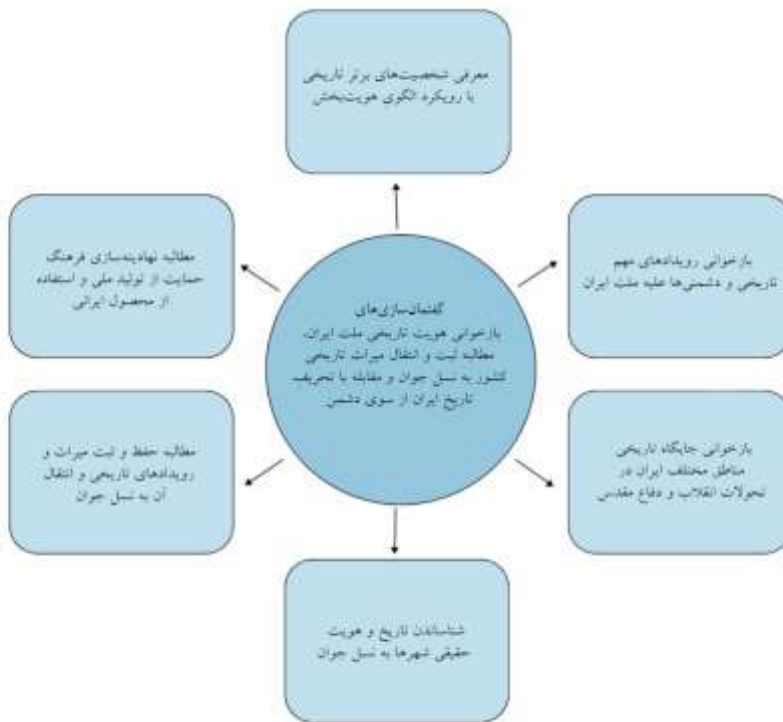 معرفی شخصیت‌های برتر تاریخی
با رویکرد الگوی هویت‌بخش
بازخوانی رویدادهای مهم
تاریخی و دشمنی‌ها علیه ملت ایران
مطالبه نهادینه‌سازی فرهنگ
حمایت از تولید ملی و استفاده
از محصول ایرانی
گفتمان‌سازی‌های
بازخوانی هویت تاریخی ملت ایران،
مطالبه ثبت و انتقال میراث تاریخی
کشور به نسل جوان و مقابله با تحریف
تاریخ ایران از سوی دشمن
بازخوانی جایگاه تاریخی
مناطق مختلف ایران در
تحولات انقلاب و دفاع مقدس
مطالبه حفظ و ثبت میراث و
رویدادهای تاریخی و انتقال
آن به نسل جوان
شناساندن تاریخ و هویت
حقیقی شهرها به نسل جوان